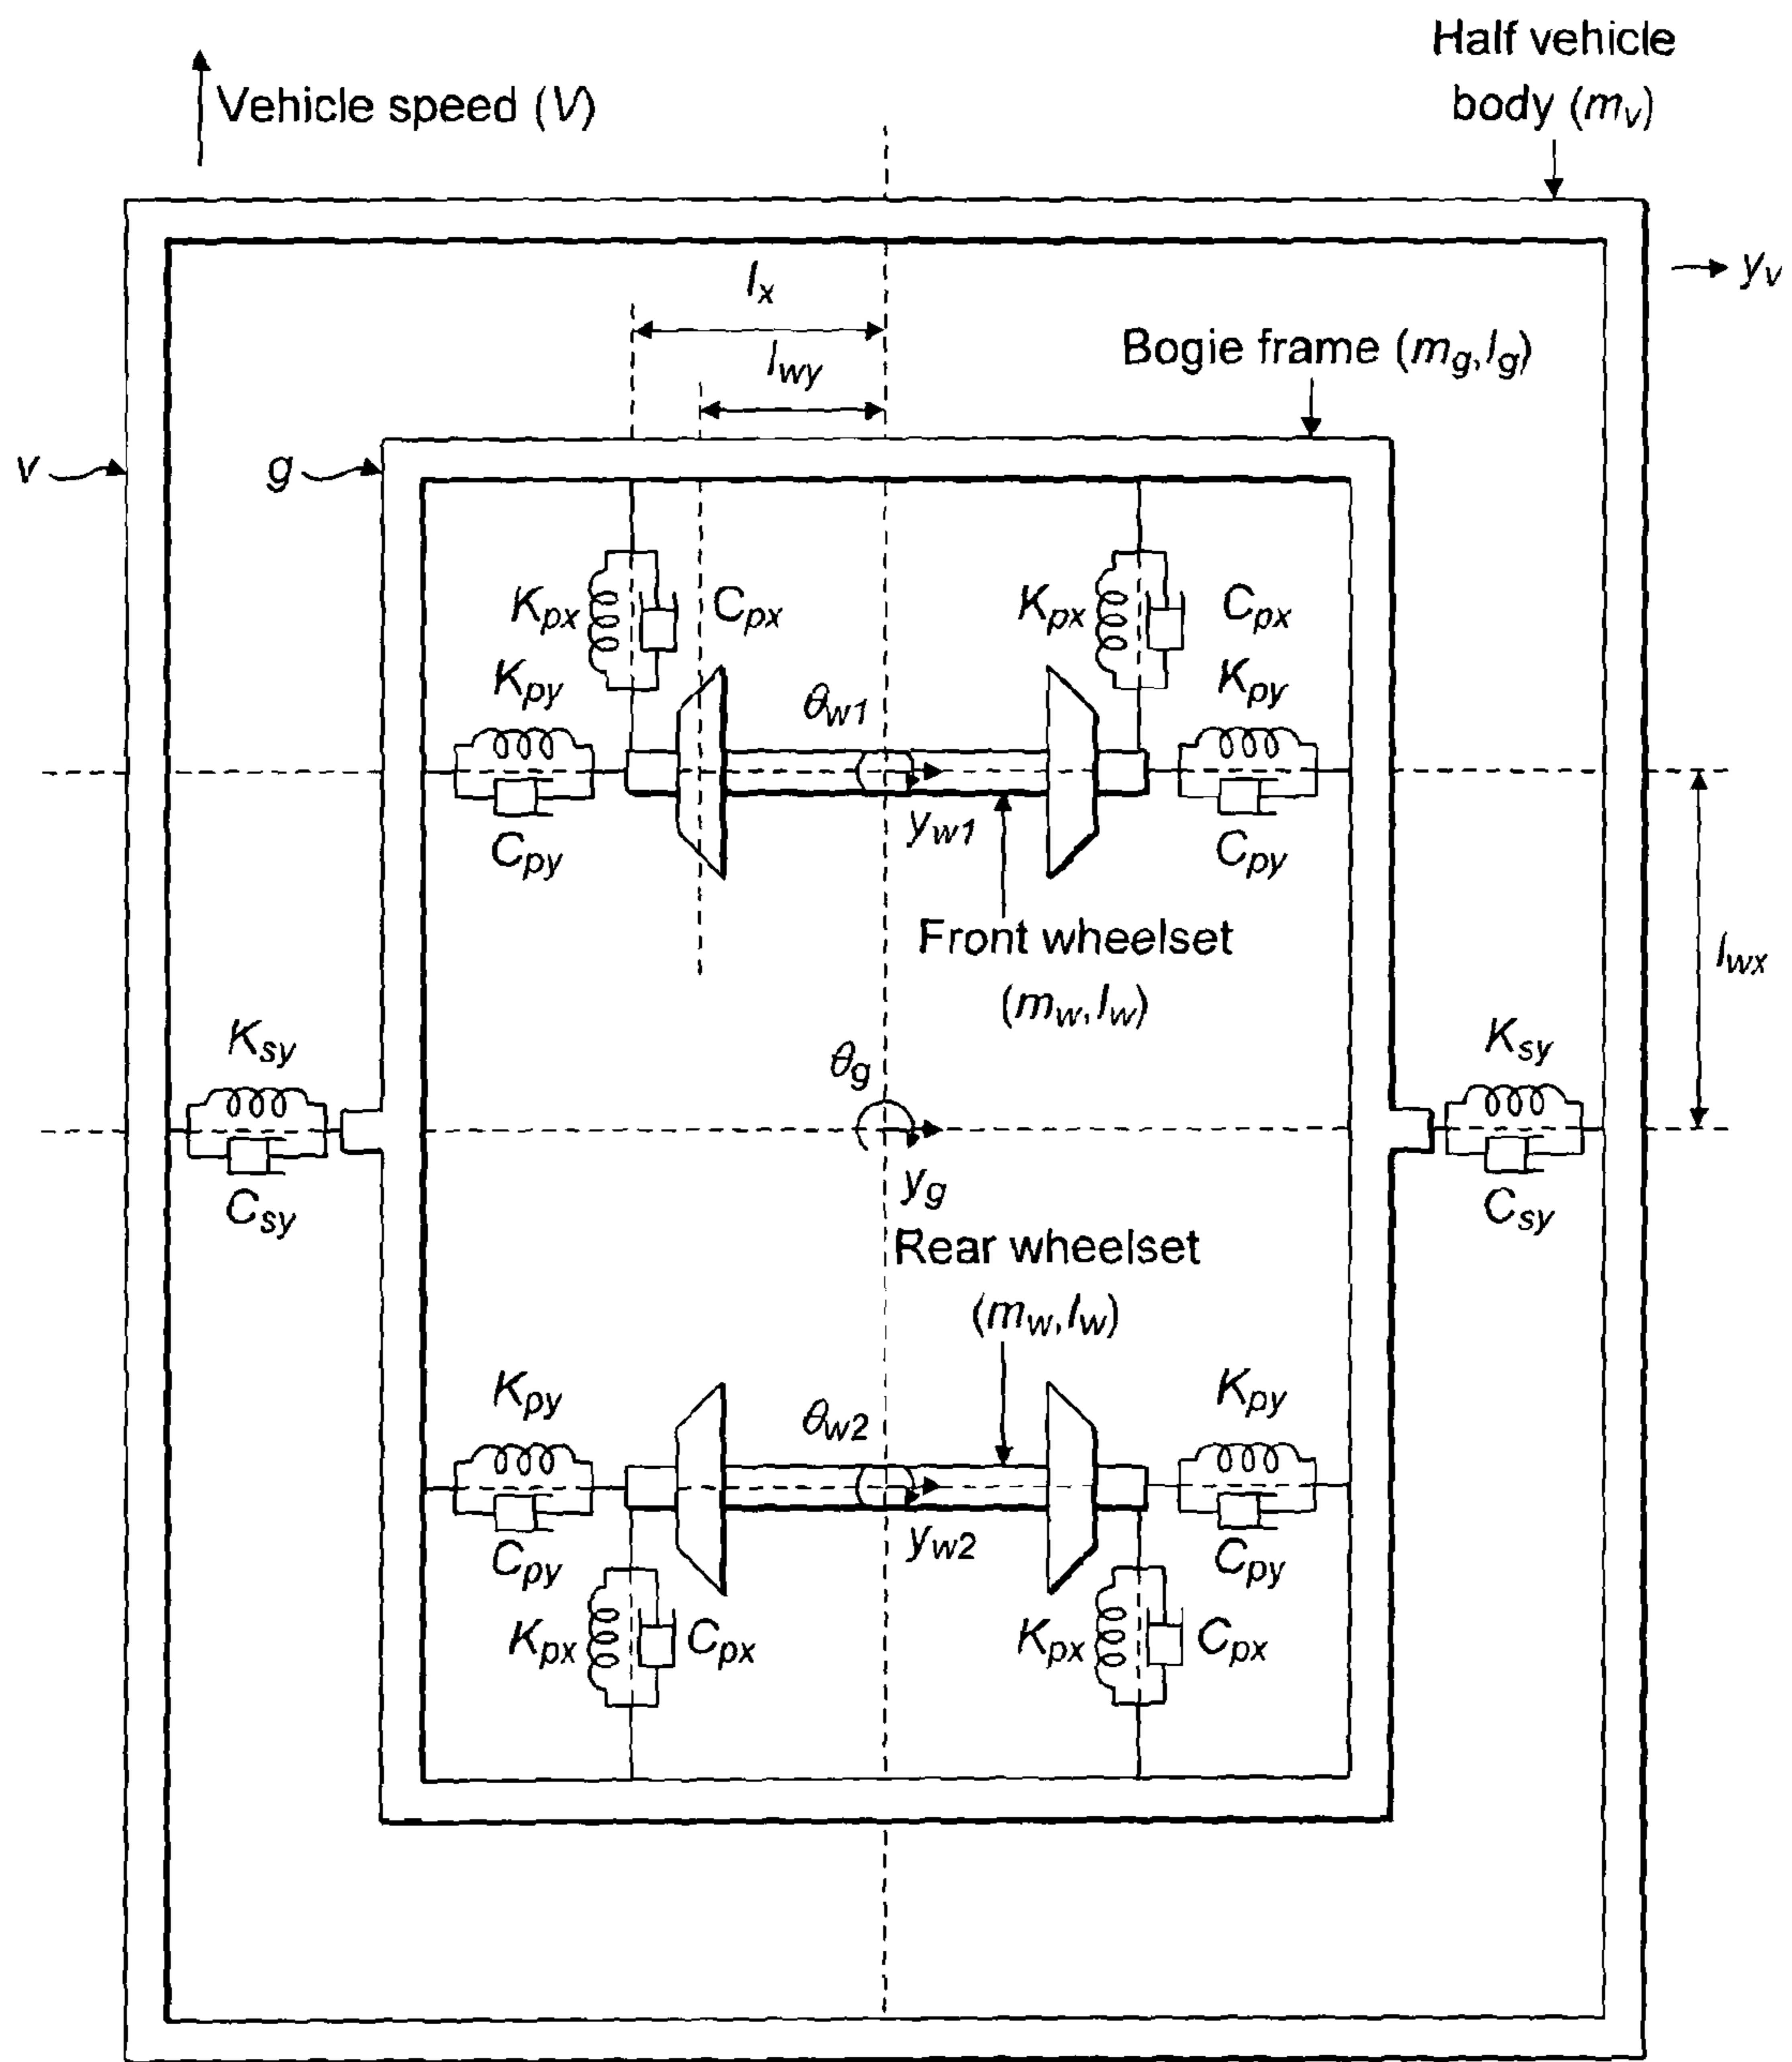 Half vehicle
body (mv)
Vehicle speed (V)
yv
lx
Bogie frame (mg, Ig)
lwy
v
g
Kpx
Cpx
Kpx
Cpx
Kpy
θw1
Kpy
Cpy
yw1
Cpy
Front wheelset
(mw, Iw)
lwx
Ksy
θg
Ksy
Csy
yg
Csy
Rear wheelset
(mw, Iw)
Kpy
θw2
Kpy
Cpy
yw2
Cpy
Kpx
Cpx
Kpx
Cpx